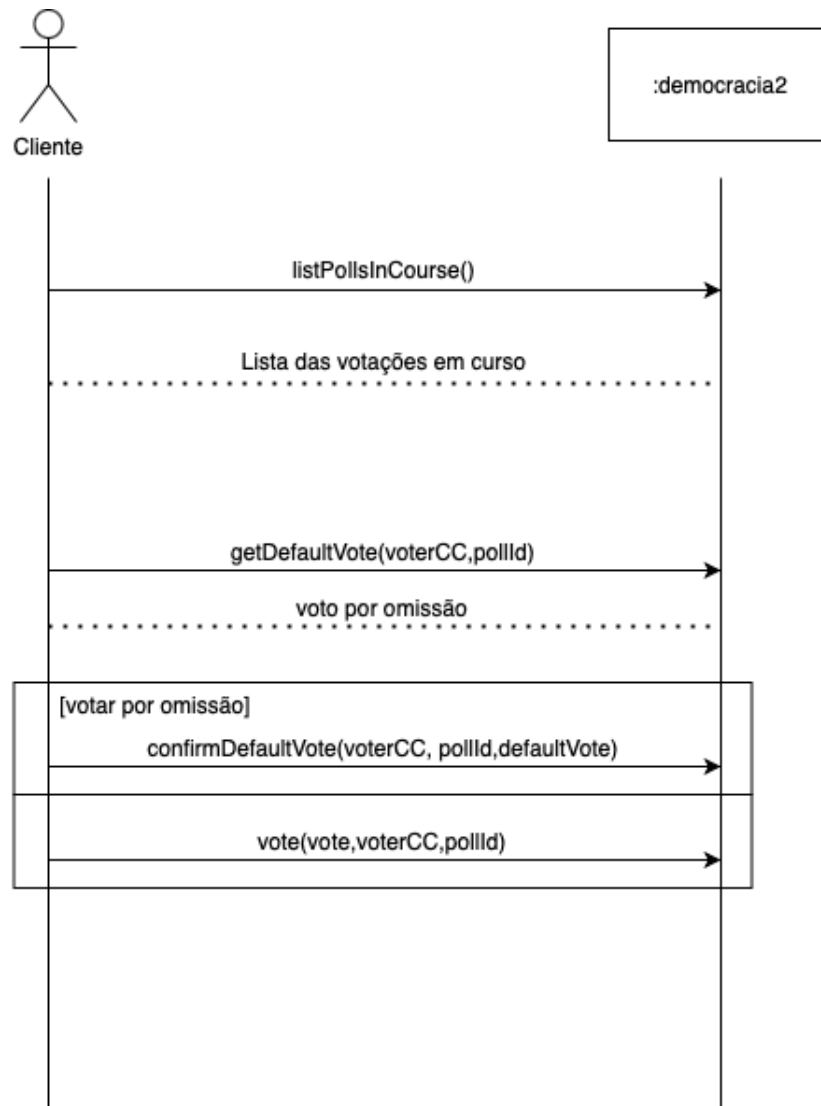 :democracia2
Cliente
listPollsInCourse()
Lista das votações em curso
getDefaultVote(voterCC,pollId)
voto por omissão
[votar por omissão]
confirmDefaultVote(voterCC, pollId,defaultVote)
vote(vote,voterCC,pollId)